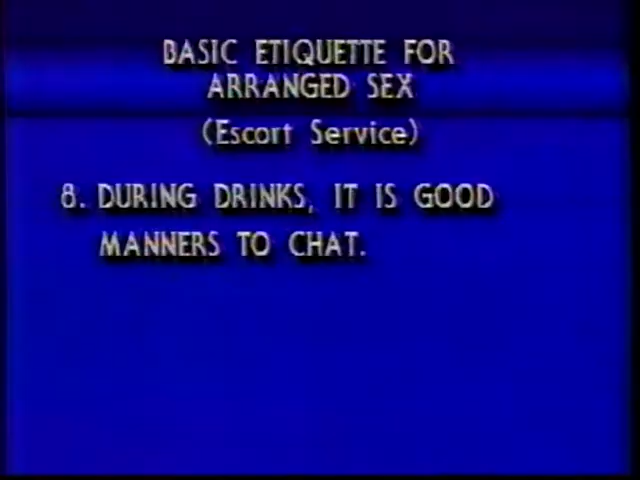 BASIC ETIQUETTE FOR
ARRANGED SEX
(Escort Service)
8. DURING DRINKS, IT IS GOOD
MANNERS TO CHAT.